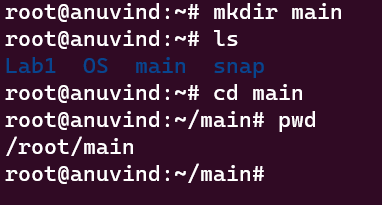 root@anuvind:~# mkdir main
root@anuvind:~# ls
Lab1  OS  main  snap
root@anuvind:~# cd main
root@anuvind:~/main# pwd
/root/main
root@anuvind:~/main#